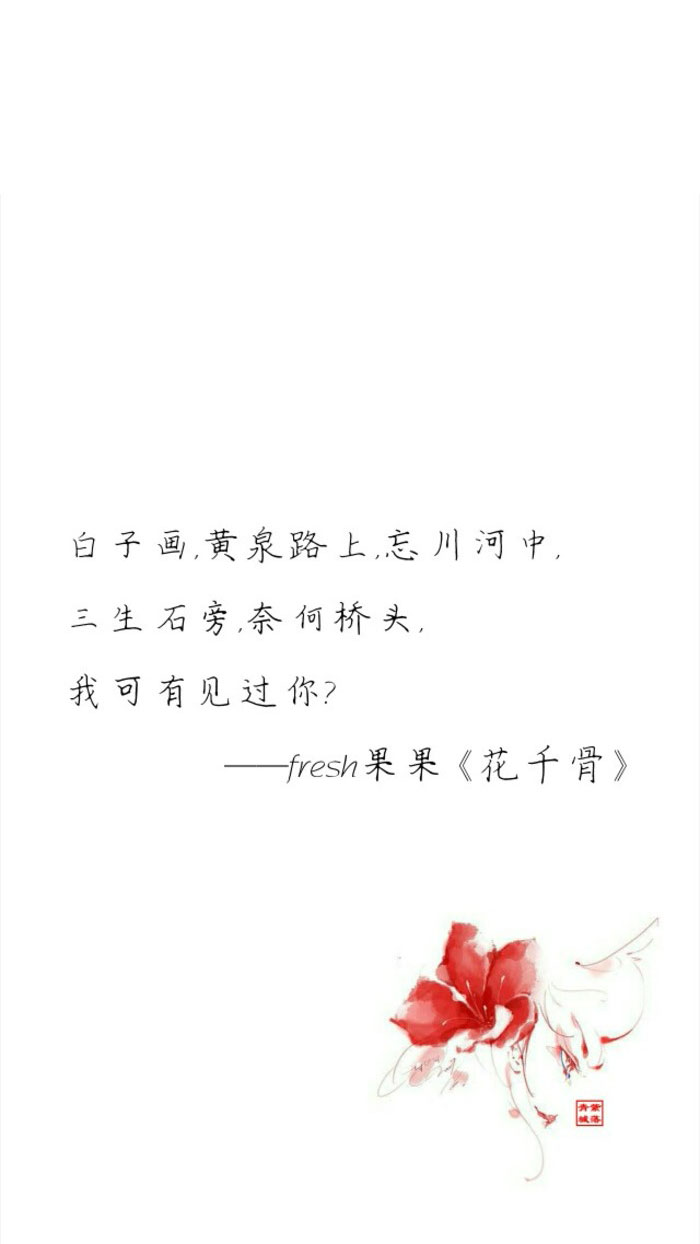 白子画,黄泉路上,忘川河中,
三生石旁,奈何桥头,
我可有见过你?
——fresh果果《花千骨》
紫落
青城